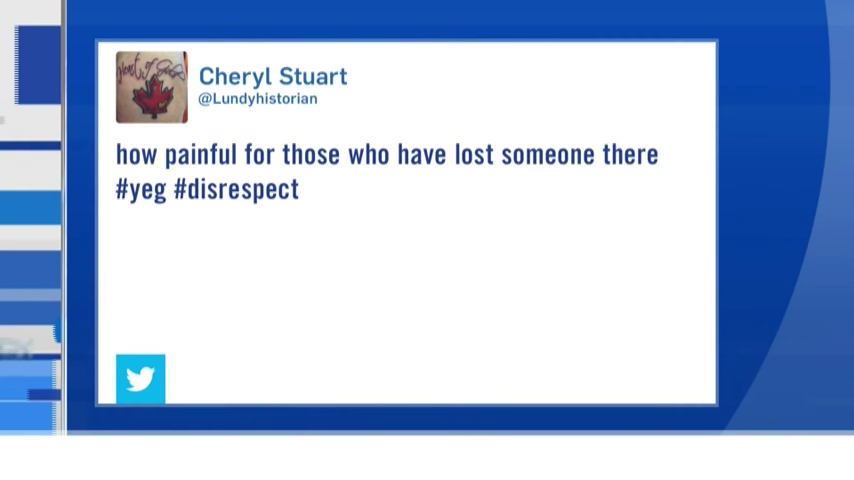 Cheryl Stuart
@Lundyhistorian
how painful for those who have lost someone there
#yeg #disrespect